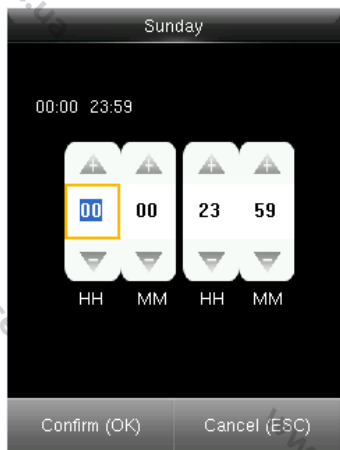 Sunday
00:00 23:59
00 00 23 59
HH MM HH MM
Confirm (OK) Cancel (ESC)